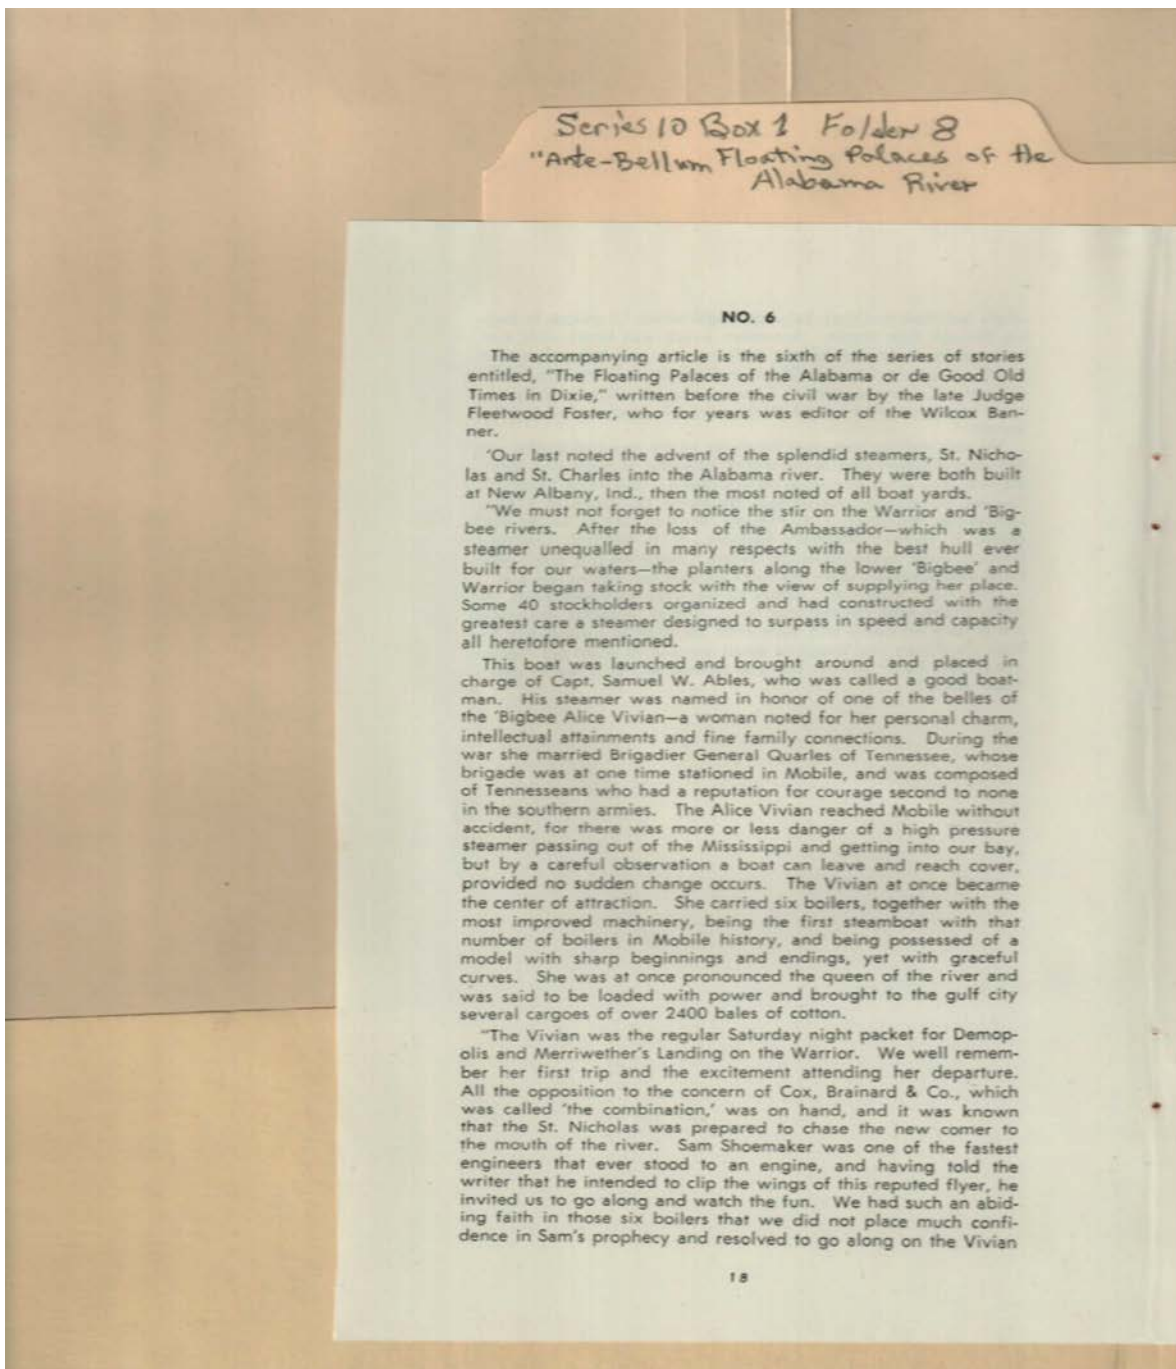 Series 10 Box 1 Folder 8
"Ante-Bellum Floating Palaces of the
Alabama River
NO. 6
The accompanying article is the sixth of the series of stories
entitled, "The Floating Palaces of the Alabama or de Good Old
Times in Dixie," written before the civil war by the late Judge
Fleetwood Foster, who for years was editor of the Wilcox Ban-
ner.
'Our last noted the advent of the splendid steamers, St. Nicho-
las and St. Charles into the Alabama river. They were both built
at New Albany, Ind., then the most noted of all boat yards.
"We must not forget to notice the stir on the Warrior and 'Big-
bee rivers. After the loss of the Ambassador—which was a
steamer unequalled in many respects with the best hull ever
built for our waters—the planters along the lower 'Bigbee' and
Warrior began taking stock with the view of supplying her place.
Some 40 stockholders organized and had constructed with the
greatest care a steamer designed to surpass in speed and capacity
all heretofore mentioned.
This boat was launched and brought around and placed in
charge of Capt. Samuel W. Ables, who was called a good boat-
man. His steamer was named in honor of one of the belles of
the 'Bigbee Alice Vivian—a woman noted for her personal charm,
intellectual attainments and fine family connections. During the
war she married Brigadier General Quarles of Tennessee, whose
brigade was at one time stationed in Mobile, and was composed
of Tennesseans who had a reputation for courage second to none
in the southern armies. The Alice Vivian reached Mobile without
accident, for there was more or less danger of a high pressure
steamer passing out of the Mississippi and getting into our bay,
but by a careful observation a boat can leave and reach cover,
provided no sudden change occurs. The Vivian at once became
the center of attraction. She carried six boilers, together with the
most improved machinery, being the first steamboat with that
number of boilers in Mobile history, and being possessed of a
model with sharp beginnings and endings, yet with graceful
curves. She was at once pronounced the queen of the river and
was said to be loaded with power and brought to the gulf city
several cargoes of over 2400 bales of cotton.
"The Vivian was the regular Saturday night packet for Demop-
olis and Merriwether's Landing on the Warrior. We well remem-
ber her first trip and the excitement attending her departure.
All the opposition to the concern of Cox, Brainard & Co., which
was called 'the combination,' was on hand, and it was known
that the St. Nicholas was prepared to chase the new comer to
the mouth of the river. Sam Shoemaker was one of the fastest
engineers that ever stood to an engine, and having told the
writer that he intended to clip the wings of this reputed flyer, he
invited us to go along and watch the fun. We had such an abid-
ing faith in those six boilers that we did not place much confi-
dence in Sam's prophecy and resolved to go along on the Vivian
18